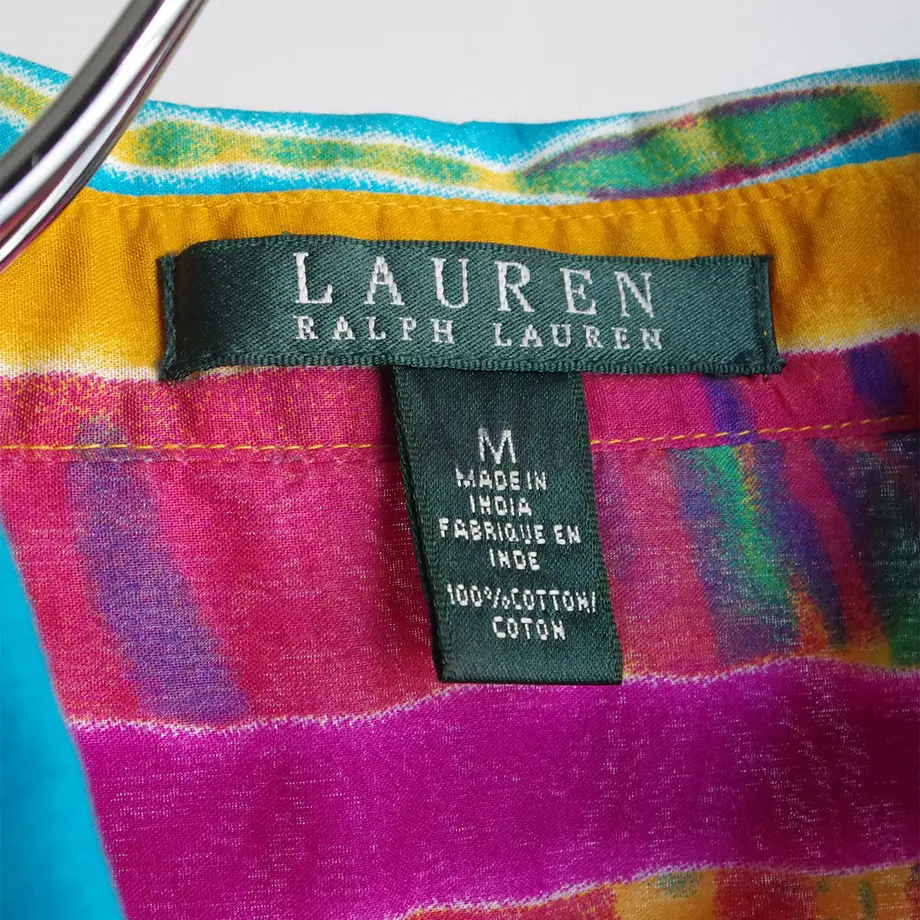 LAUREN
RALPH LAUREN
M
MADE IN
INDIA
FABRIQUE EN
INDE
100%COTTON/
COTON